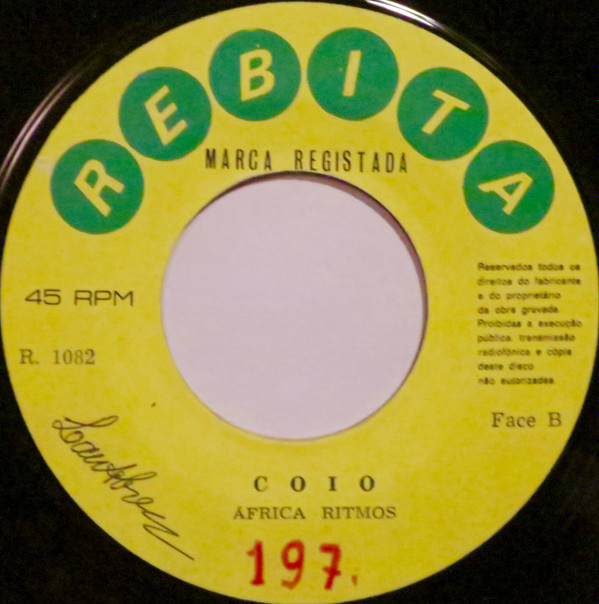 REBITA
MARCA REGISTADA
45 RPM
R. 1082
Reservados todos os
direitos do fabricante
e do proprietário
da obra gravada.
Proibidas a execução
pública, transmissão
radiofónica e cópia
deste disco
não autorizadas.
Face B
COIO
ÁFRICA RITMOS
197.